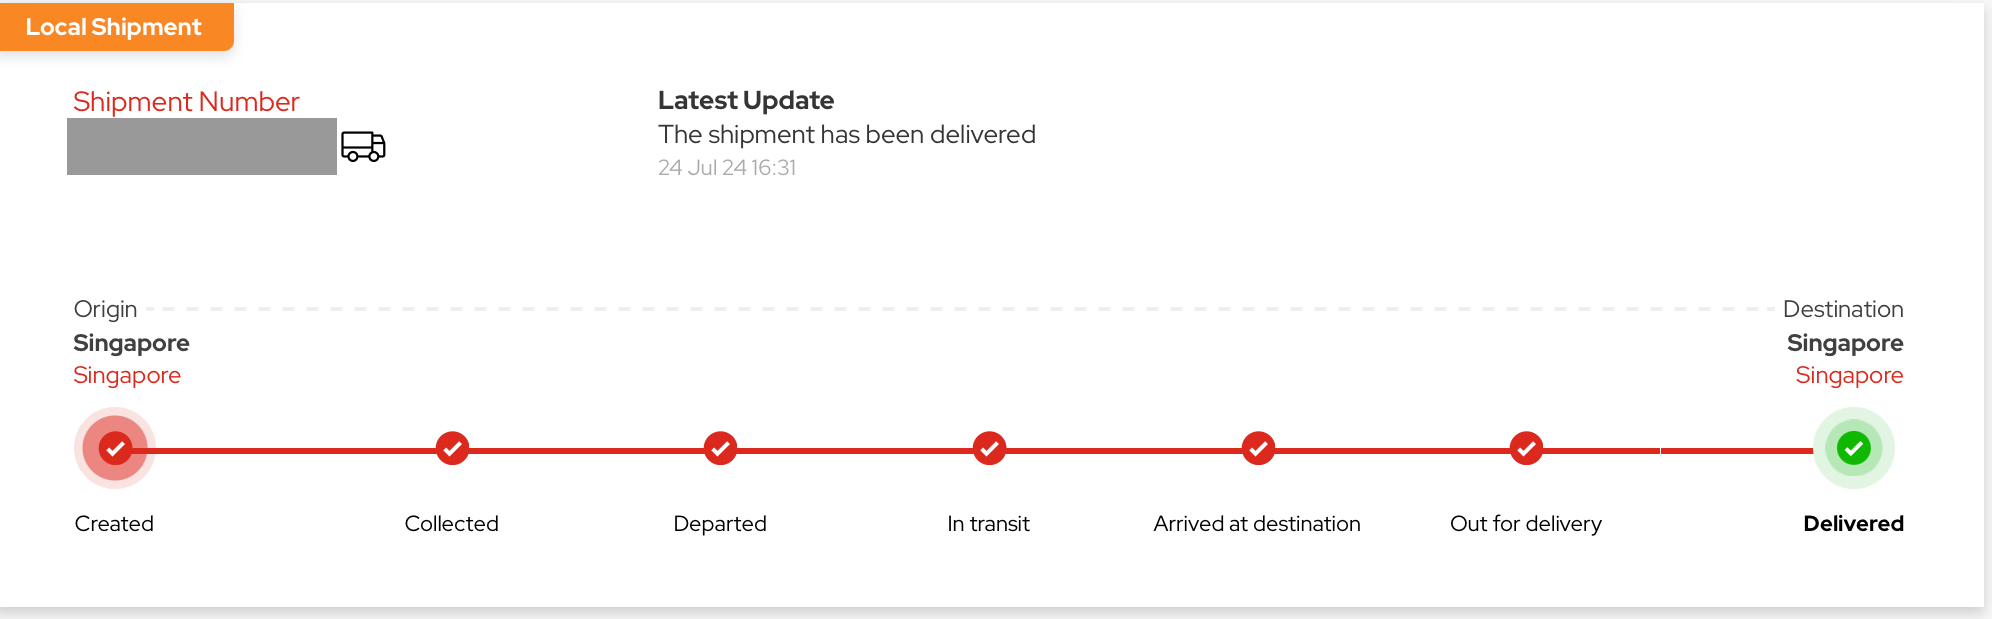 Local Shipment
Shipment Number
Latest Update
The shipment has been delivered
24 Jul 24 16:31
Origin
Destination
Singapore
Singapore
Singapore
Singapore
Created
Collected
Departed
In transit
Arrived at destination
Out for delivery
Delivered